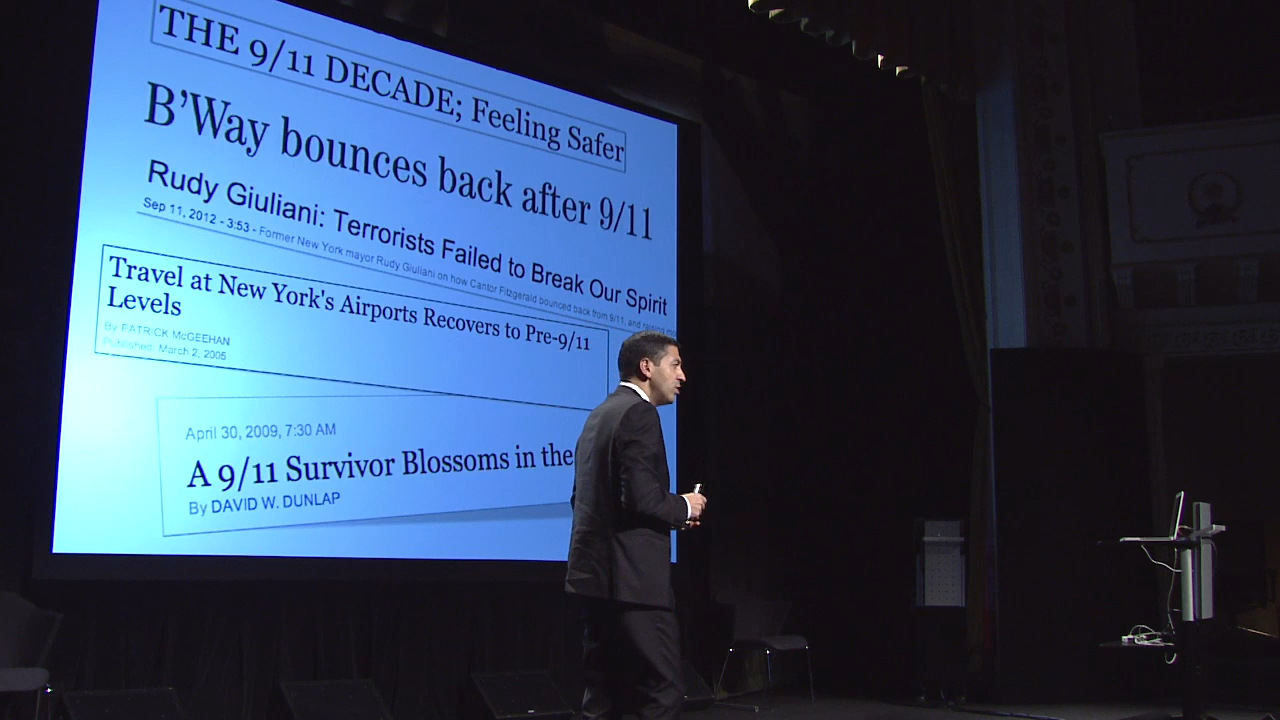 THE 9/11 DECADE; Feeling Safer
B'Way bounces back after 9/11
Rudy Giuliani: Terrorists Failed to Break Our Spirit
Sep 11, 2012 - 3:53 - Former New York mayor Rudy Giuliani on how Cantor Fitzgerald bounced back from 9/11, and raising
Travel at New York's Airports Recovers to Pre-9/11
Levels
By PATRICK McGEEHAN
Published: March 2, 2005
April 30, 2009, 7:30 AM
A 9/11 Survivor Blossoms in the
By DAVID W. DUNLAP